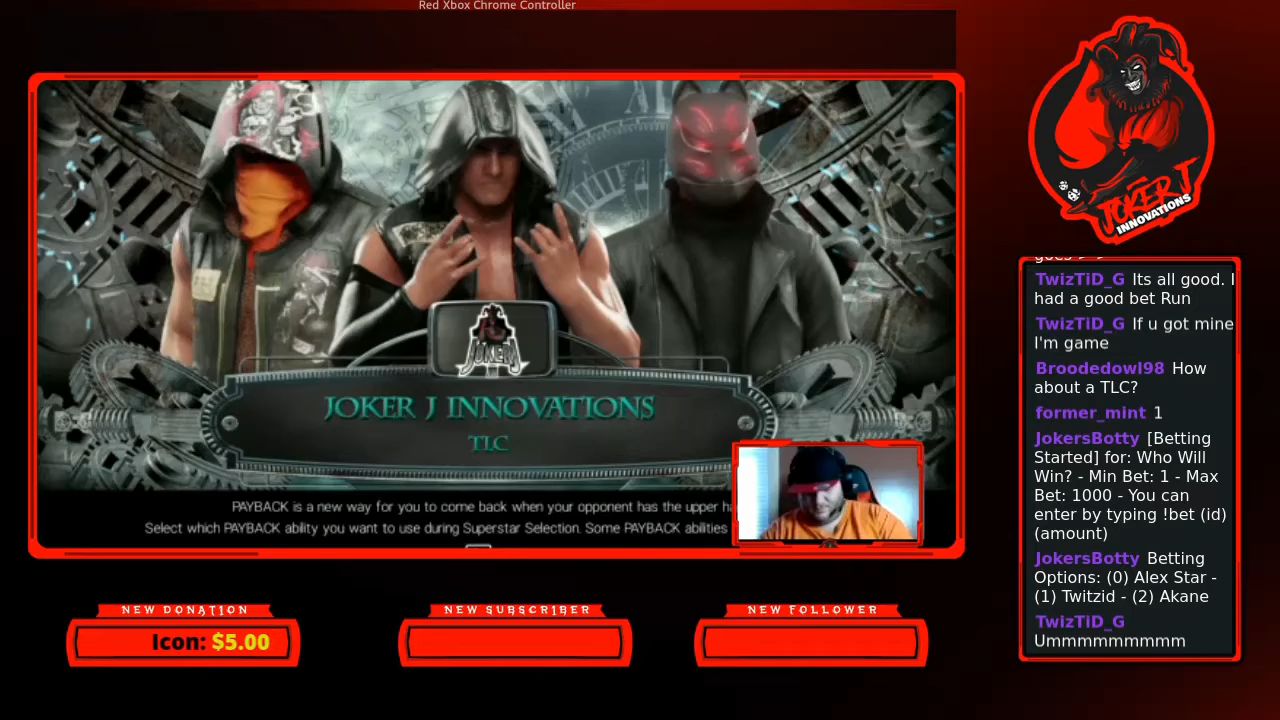 Red Xbox Chrome Controller
JOKER J
INNOVATIONS
JOKER J
JOKER J INNOVATIONS
TLC
PAYBACK is a new way for you to come back when your opponent has the upper
Select which PAYBACK ability you want to use during Superstar Selection. Some PAYBACK abilities
TwizTiD_G Its all good. I
had a good bet Run
TwizTiD_G If u got mine
I'm game
Broodedowl98 How
about a TLC?
former_mint 1
JokersBotty [Betting
Started] for: Who Will
Win? - Min Bet: 1 - Max
Bet: 1000 - You can
enter by typing !bet (id)
(amount)
JokersBotty Betting
Options: (0) Alex Star -
(1) Twitzid - (2) Akane
TwizTiD_G
Ummmmmmmmm
NEW DONATION
Icon: $5.00
NEW SUBSCRIBER
NEW FOLLOWER